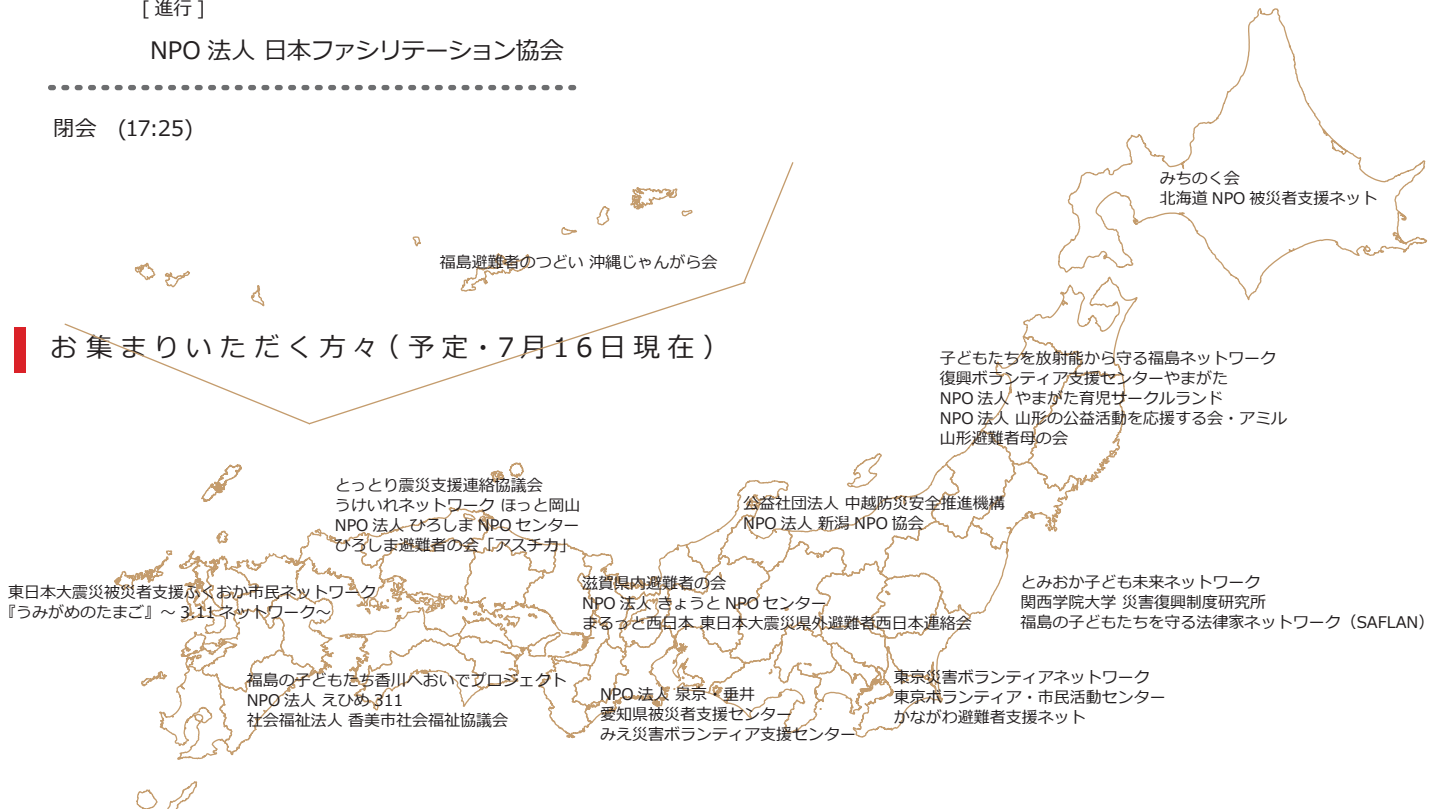 [ 進行 ]
NPO 法人 日本ファシリテーション協会
閉会 (17:25)
みちのく会
北海道 NPO 被災者支援ネット
福島避難者のつどい 沖縄じゃんがら会
お集まりいただく方々(予定・7月16日現在)
子どもたちを放射能から守る福島ネットワーク
復興ボランティア支援センターやまがた
NPO 法人 やまがた育児サークルランド
NPO 法人 山形の公益活動を応援する会・アミル
山形避難者母の会
とっとり震災支援連絡協議会
うけいれネットワーク ほっと岡山
NPO 法人 ひろしま NPO センター
ひろしま避難者の会「アスチカ」
公益社団法人 中越防災安全推進機構
NPO 法人 新潟 NPO 協会
東日本大震災被災者支援ふくおか市民ネットワーク
『うみがめのたまご』～ 3.11 ネットワーク～
滋賀県内避難者の会
NPO 法人 きょうと NPO センター
まるっと西日本 東日本大震災県外避難者西日本連絡会
とみおか子ども未来ネットワーク
関西学院大学 災害復興制度研究所
福島の子どもたちを守る法律家ネットワーク（SAFLAN）
福島の子どもたち香川へおいでプロジェクト
NPO 法人 えひめ 311
社会福祉法人 香美市社会福祉協議会
NPO 法人 泉京・垂井
愛知県被災者支援センター
みえ災害ボランティア支援センター
東京災害ボランティアネットワーク
東京ボランティア・市民活動センター
かながわ避難者支援ネット